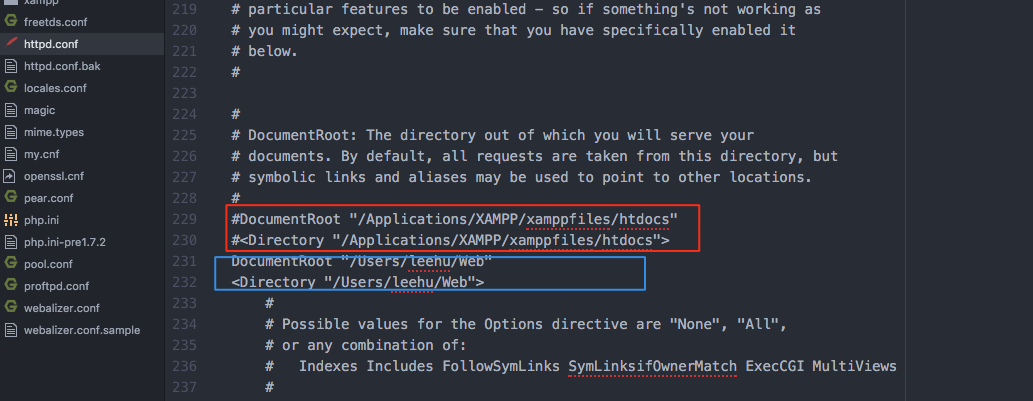 xampp
freetds.conf
httpd.conf
httpd.conf.bak
locales.conf
magic
mime.types
my.cnf
openssl.cnf
pear.conf
php.ini
php.ini-pre1.7.2
pool.conf
proftpd.conf
webalizer.conf
webalizer.conf.sample
219 # particular features to be enabled - so if something's not working as
220 # you might expect, make sure that you have specifically enabled it
221 # below.
222 #
223
224 #
225 # DocumentRoot: The directory out of which you will serve your
226 # documents. By default, all requests are taken from this directory, but
227 # symbolic links and aliases may be used to point to other locations.
228 #
229 #DocumentRoot "/Applications/XAMPP/xamppfiles/htdocs"
230 #<Directory "/Applications/XAMPP/xamppfiles/htdocs">
231 DocumentRoot "/Users/leehu/Web"
232 <Directory "/Users/leehu/Web">
233 #
234 # Possible values for the Options directive are "None", "All",
235 # or any combination of:
236 #   Indexes Includes FollowSymLinks SymLinksifOwnerMatch ExecCGI MultiViews
237 #